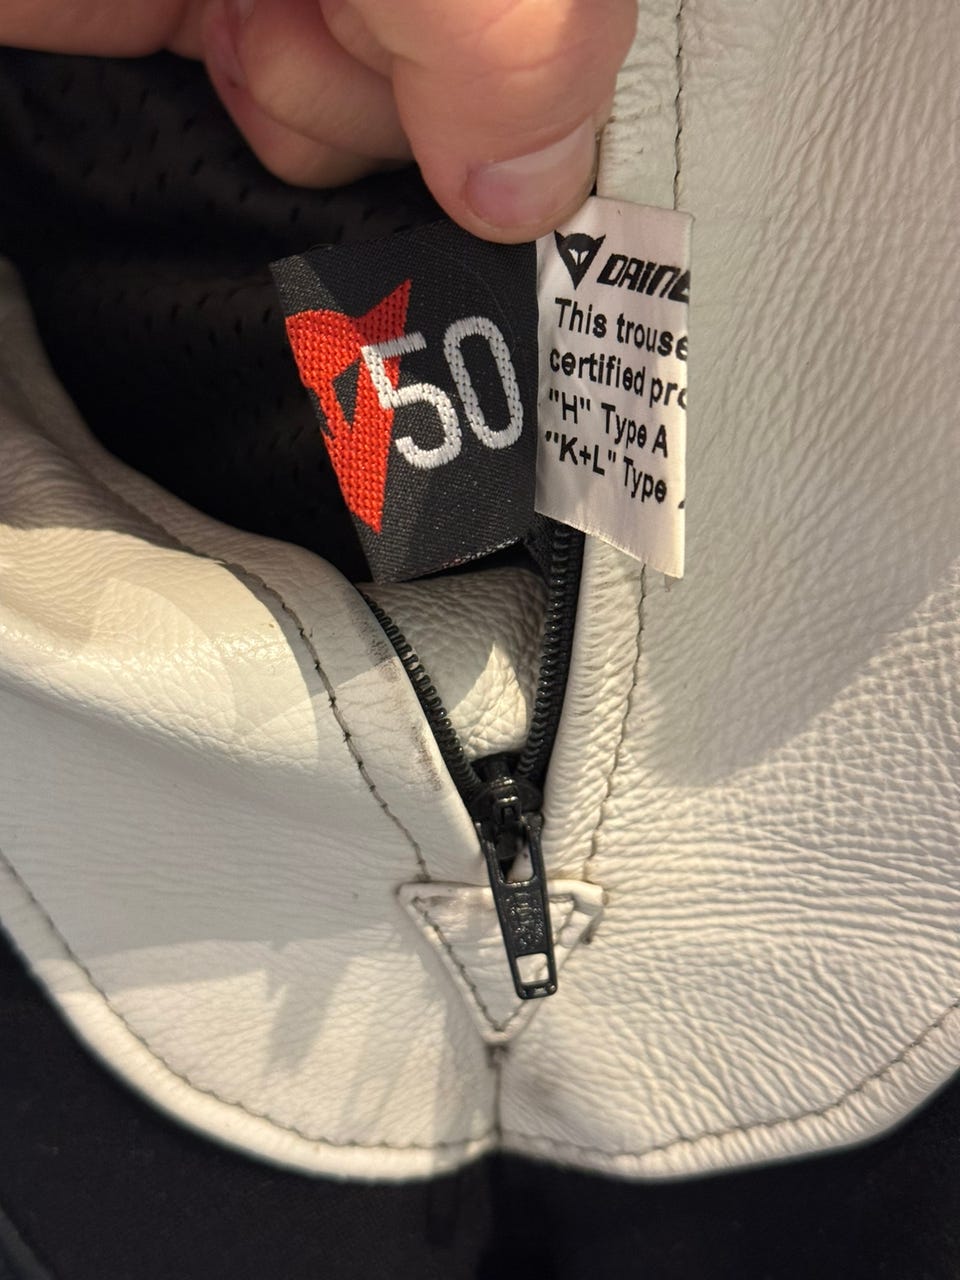 50
DAINE
This trouse
certified pro
"H" Type A
"K+L" Type